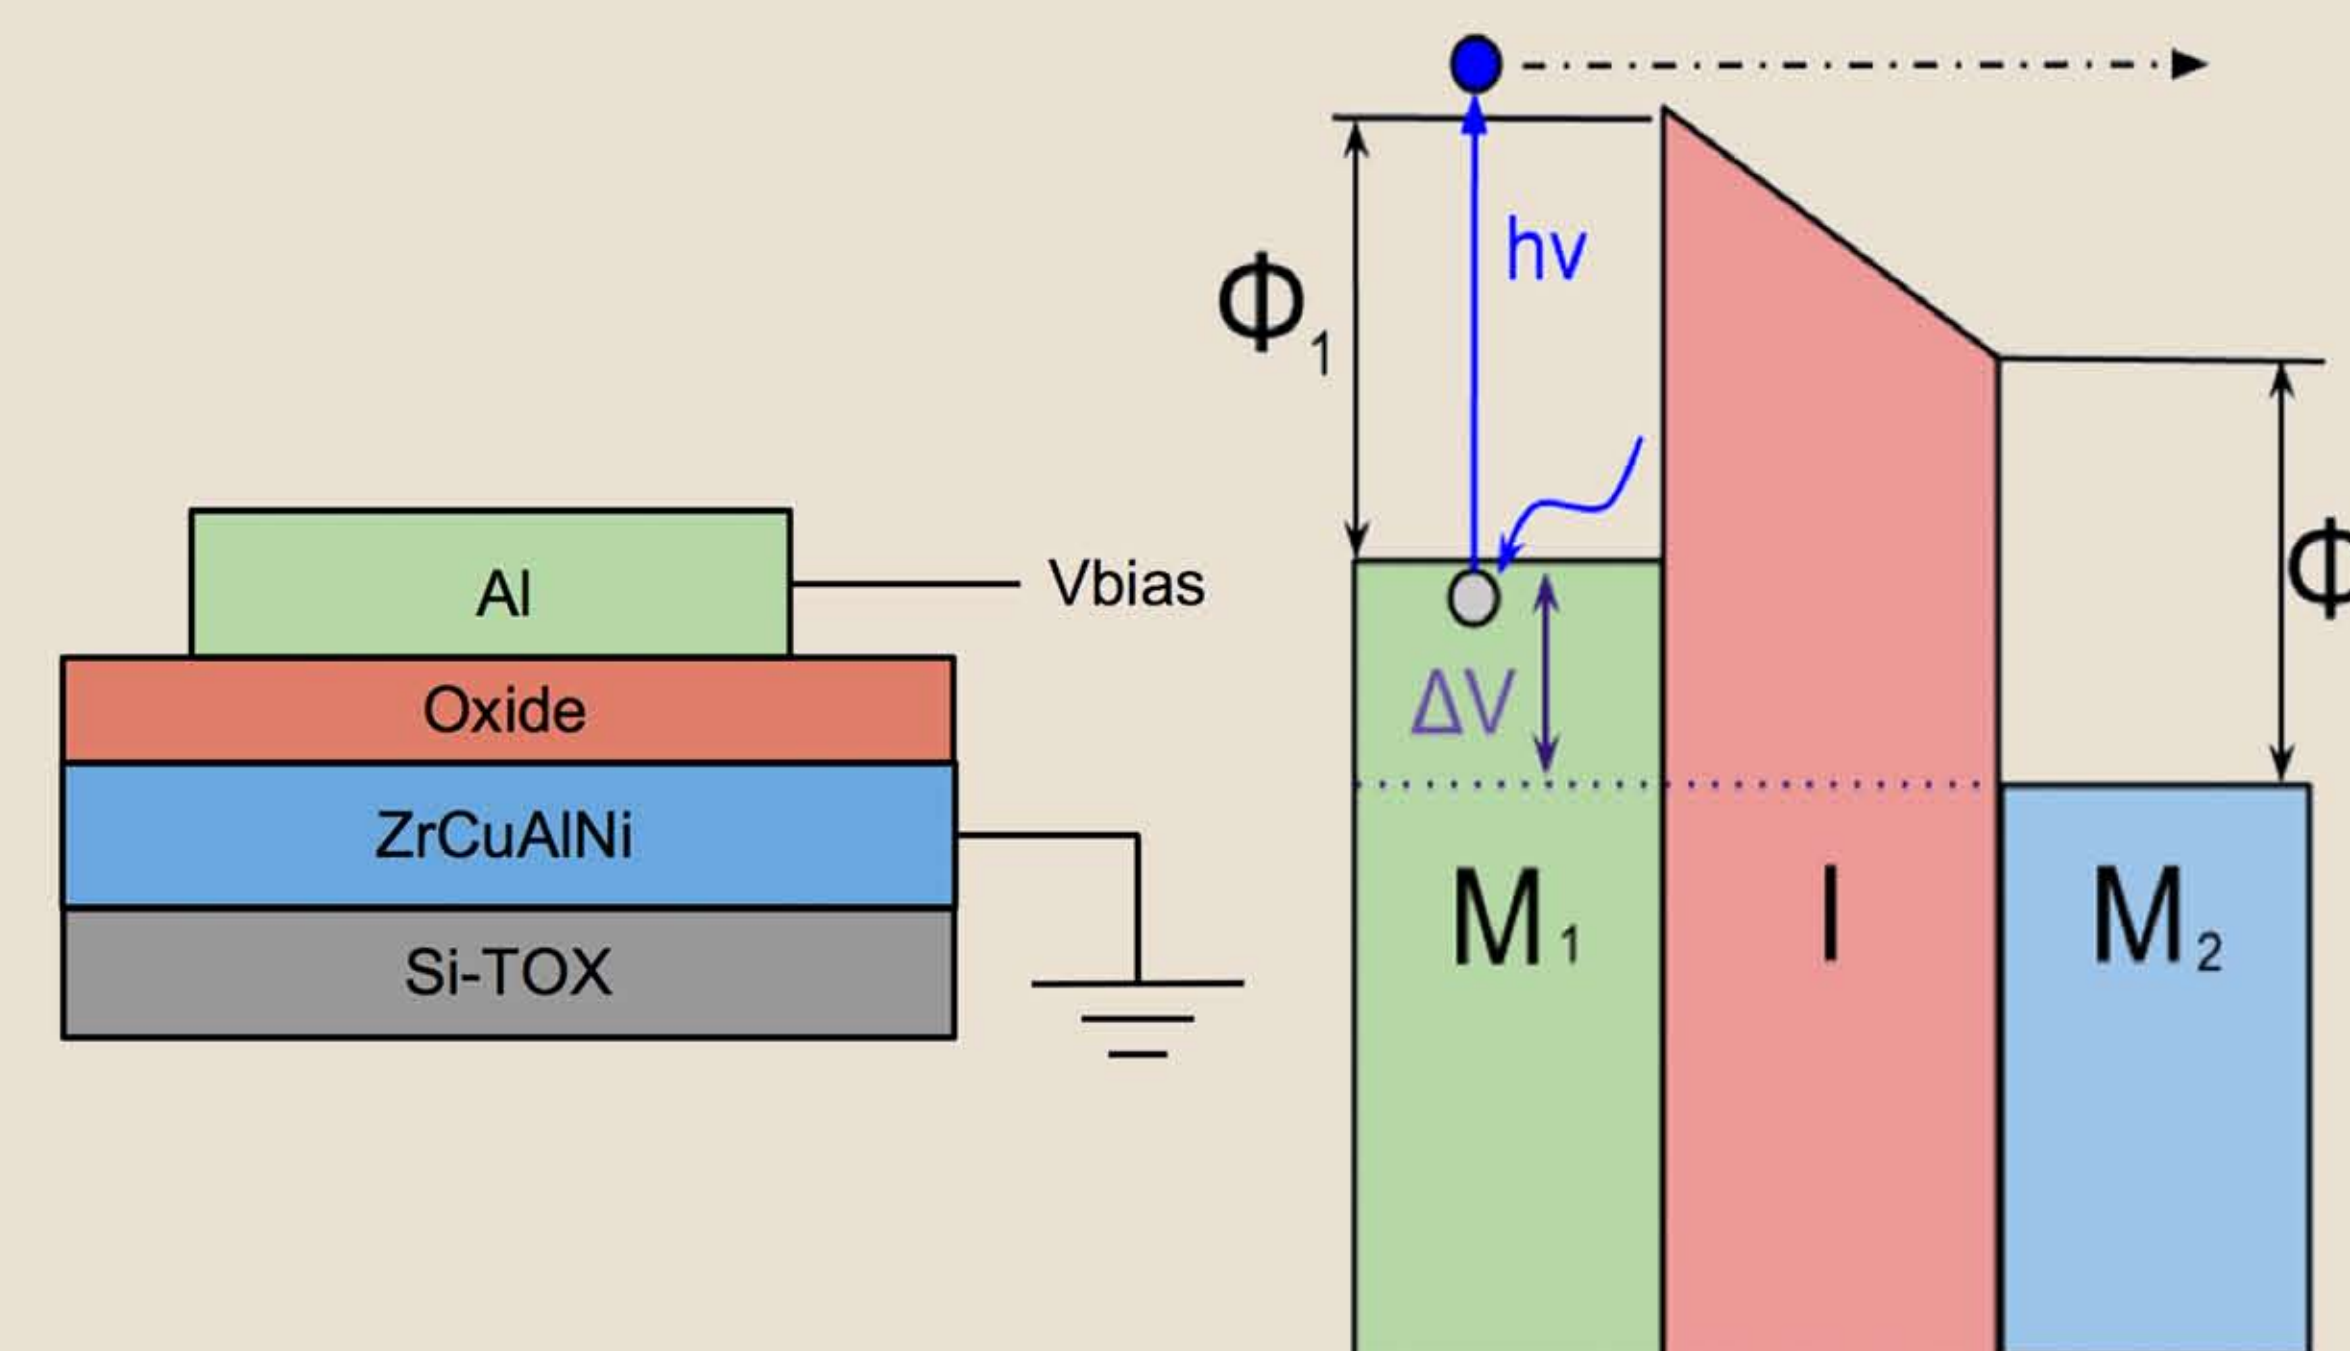 Al
Vbias
Oxide
ZrCuAlNi
Si-TOX
hν
Φ1
ΔV
Φ
M1
I
M2